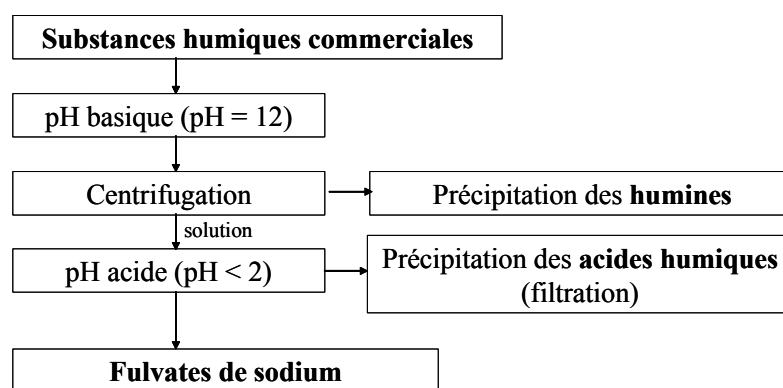 Substances humiques commerciales
pH basique (pH = 12)
Centrifugation
Précipitation des humines
solution
pH acide (pH < 2)
Précipitation des acides humiques
(filtration)
Fulvates de sodium